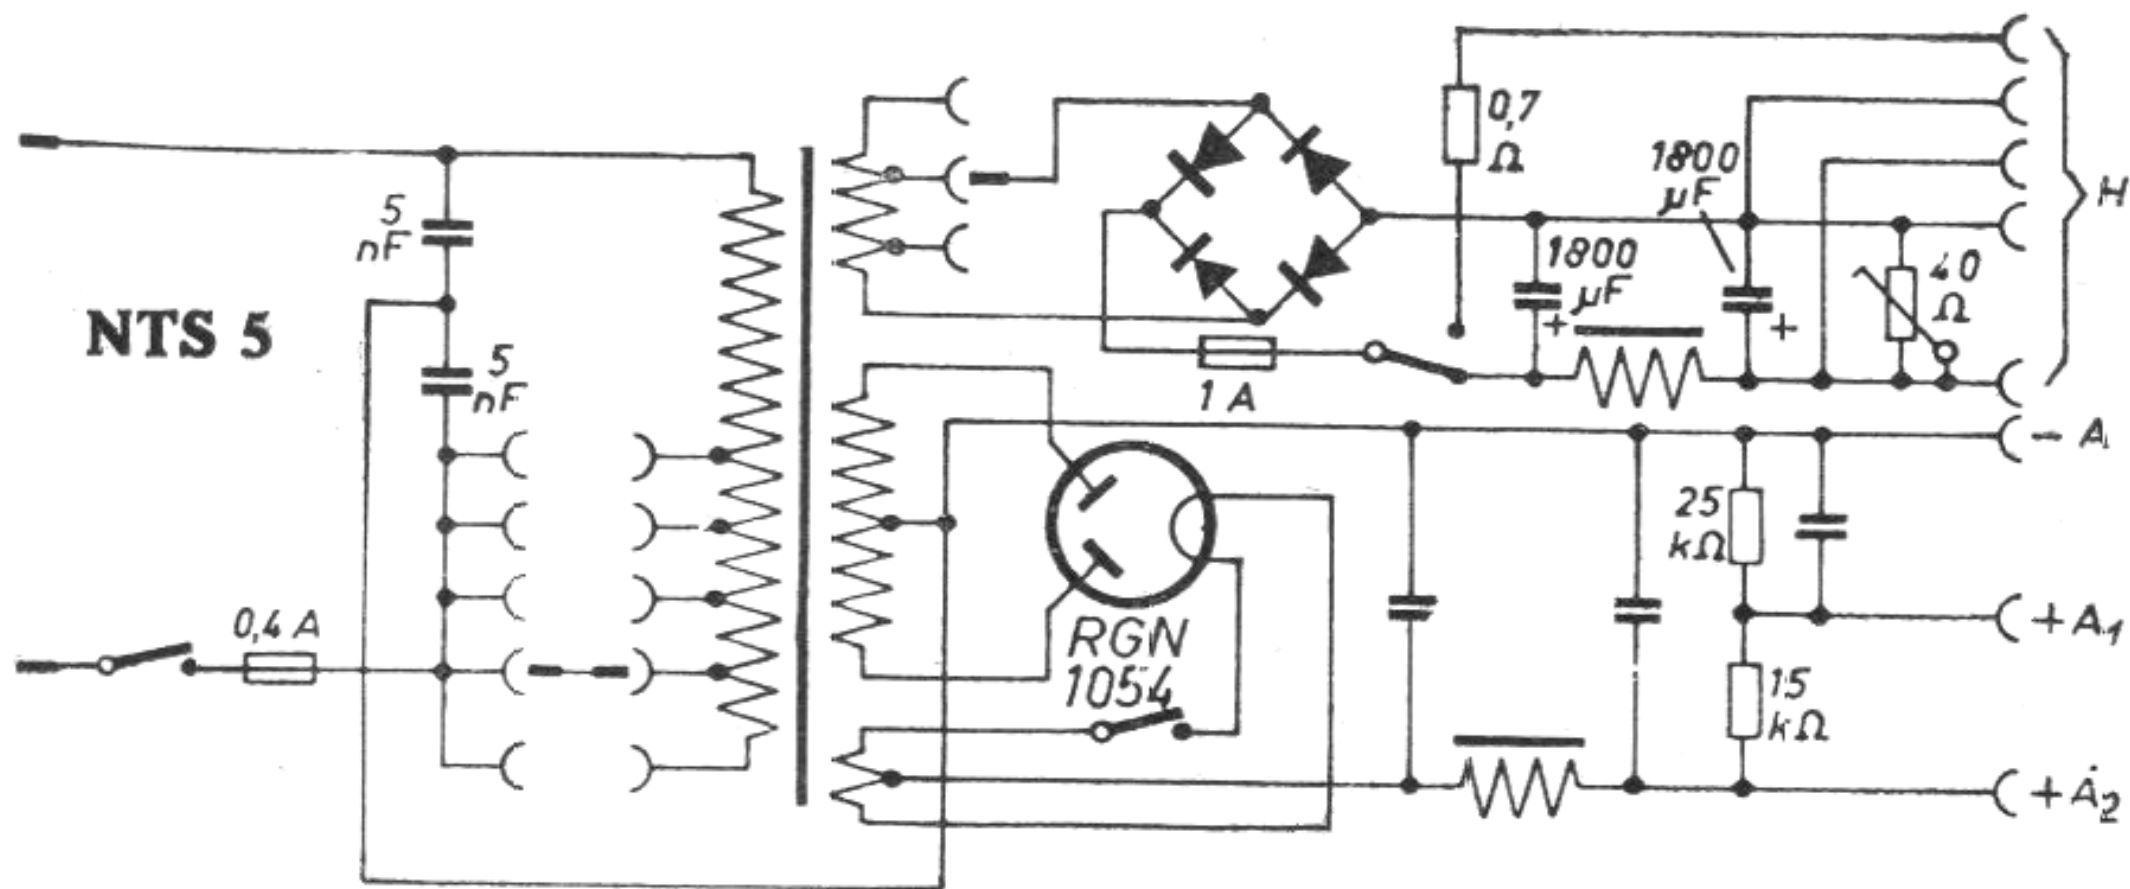 0,7
Ω
1800
µF
H
5
nF
1800
µF
40
Ω
+
+
NTS 5
5
nF
1 A
– A
25
kΩ
0,4 A
RGN
1054
+ A1
15
kΩ
+ A2